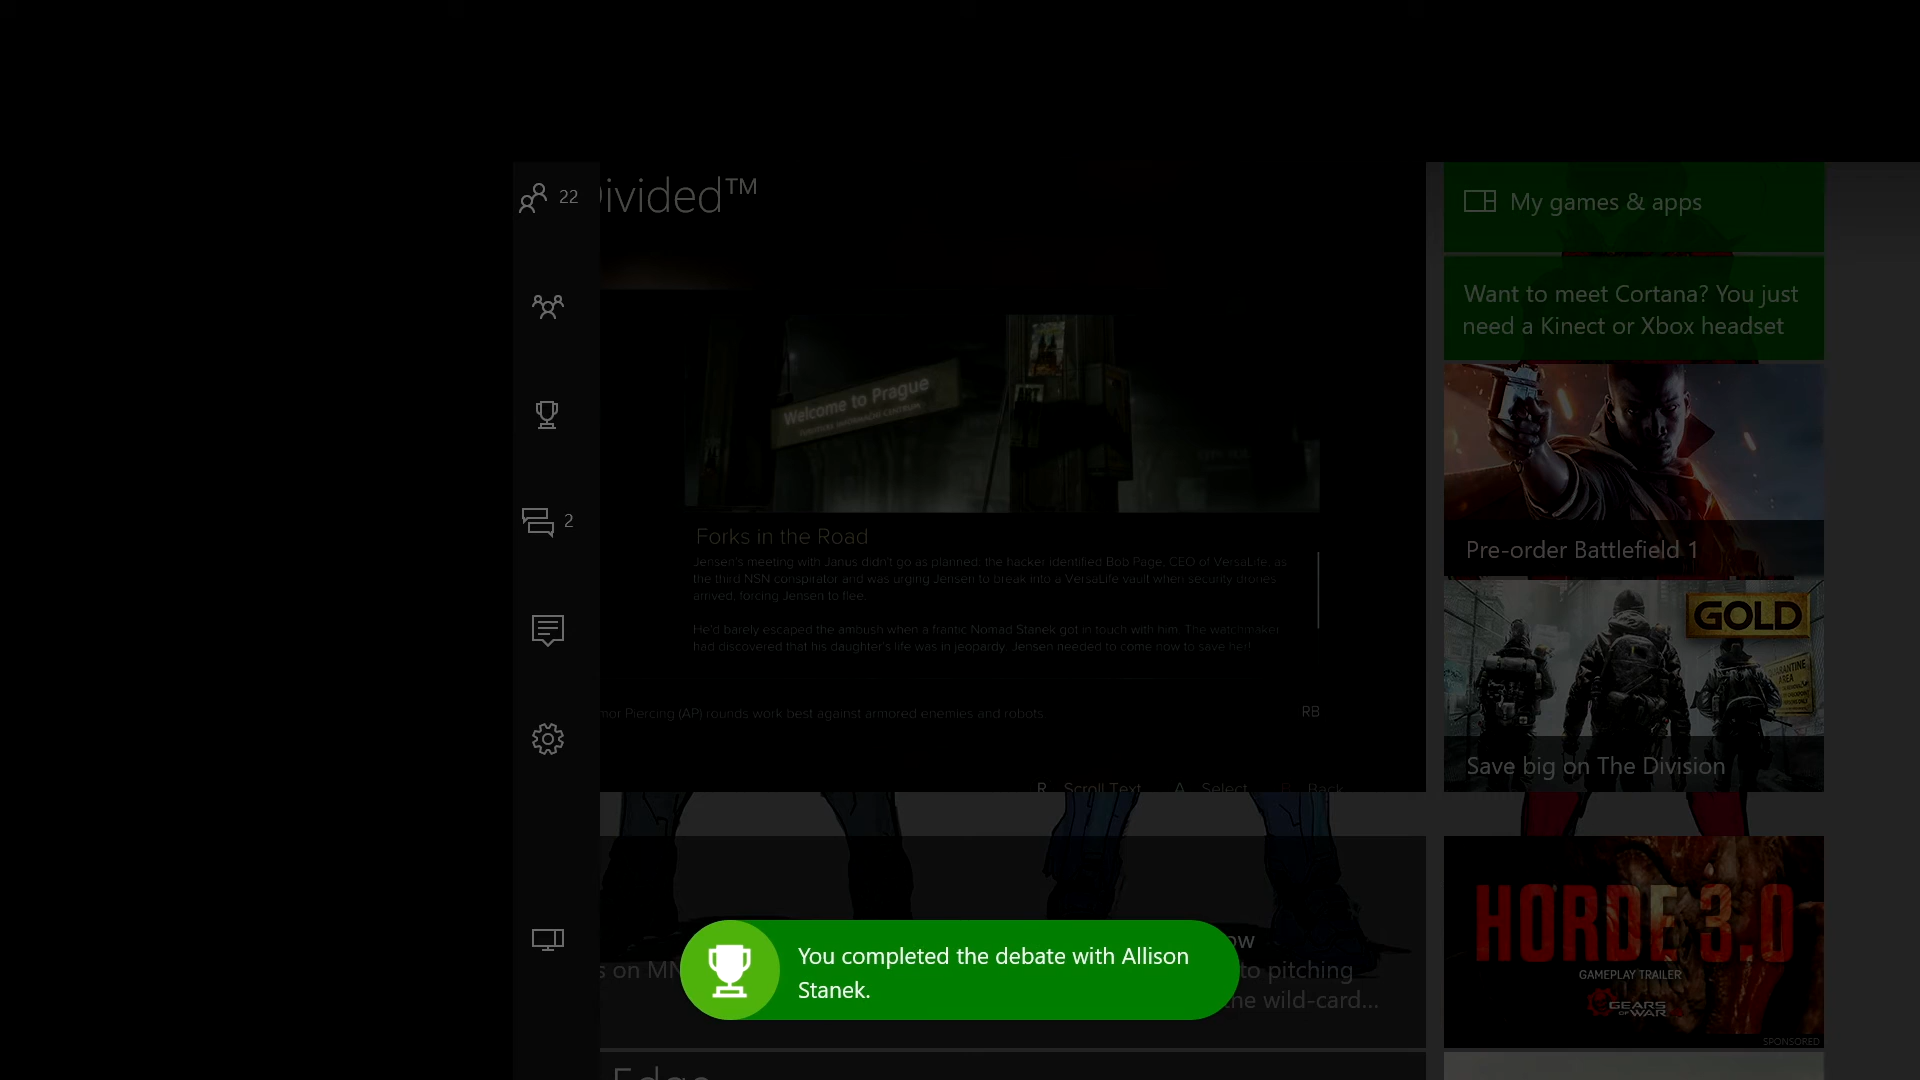 22
Divided™
My games & apps
Want to meet Cortana? You just
need a Kinect or Xbox headset
Welcome to Prague
Pre-order Battlefield 1
2
Forks in the Road
Jensen's meeting with Janus didn't go as planned: the hacker identified Bob Page, CEO of VersaLife, as
the third NSN conspirator and was urging Jensen to break into a VersaLife vault when security drones
arrived, forcing Jensen to flee.
He'd barely escaped the ambush when a frantic Nomad Stanek got in touch with him. The watchmaker
had discovered that his daughter's life was in jeopardy. Jensen needed to come now to save her!
GOLD
QUARANTINE
AREA
mor Piercing (AP) rounds work best against armored enemies and robots
RB
Save big on The Division
R Scroll Text A Select B Back
HORDE 3.0
GAMEPLAY TRAILER
GEARS
OF WAR
SPONSORED
You completed the debate with Allison
Stanek.
ow
s on MN
to pitching
he wild-card...
Edge